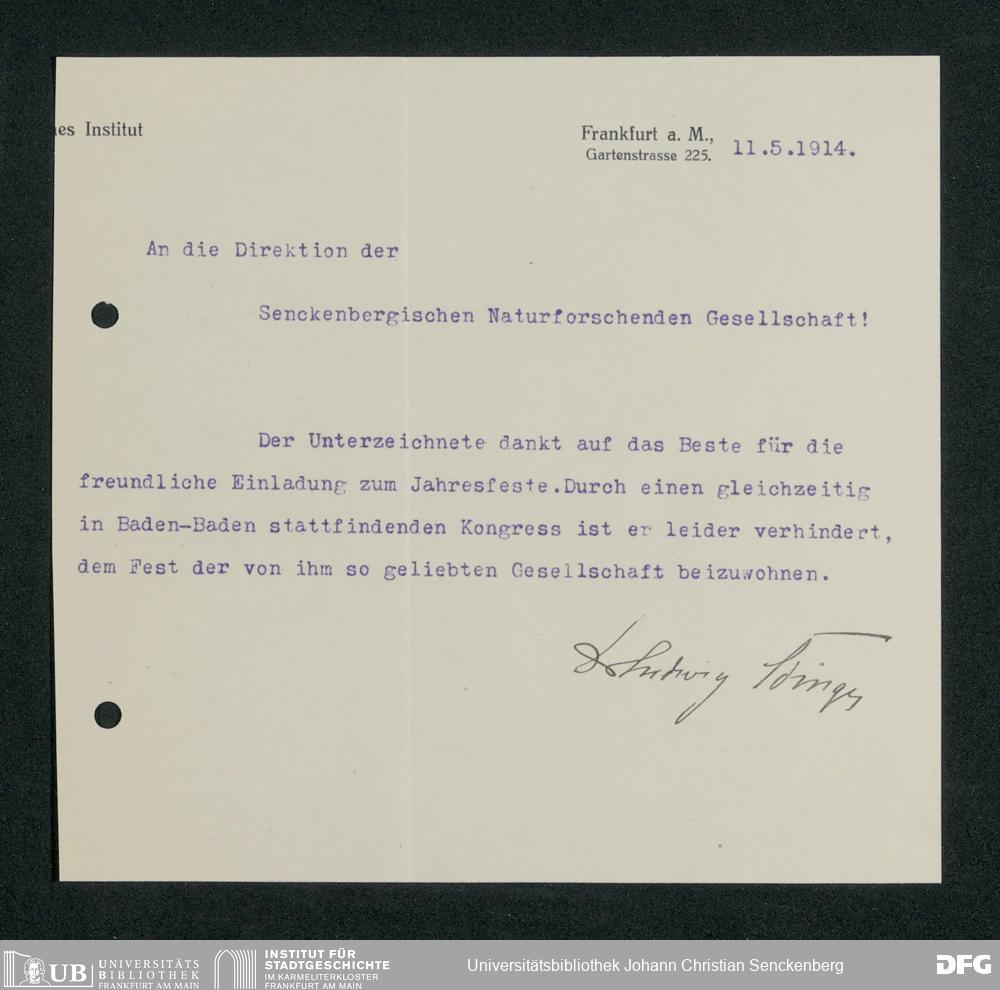 nes Institut
Frankfurt a. M.,
Gartenstrasse 225.
11.5.1914.
An die Direktion der
Senckenbergischen Naturforschenden Gesellschaft!
Der Unterzeichnete dankt auf das Beste für die
freundliche Einladung zum Jahresfeste.Durch einen gleichzeitig
in Baden-Baden stattfindenden Kongress ist er leider verhindert,
dem Fest der von ihm so geliebten Gesellschaft beizuwohnen.
Dr Ludwig Edinger
UB UNIVERSITÄTS
BIBLIOTHEK
FRANKFURT AM MAIN
INSTITUT FÜR
STADTGESCHICHTE
IM KARMELITERKLOSTER
FRANKFURT AM MAIN
Universitätsbibliothek Johann Christian Senckenberg
DFG